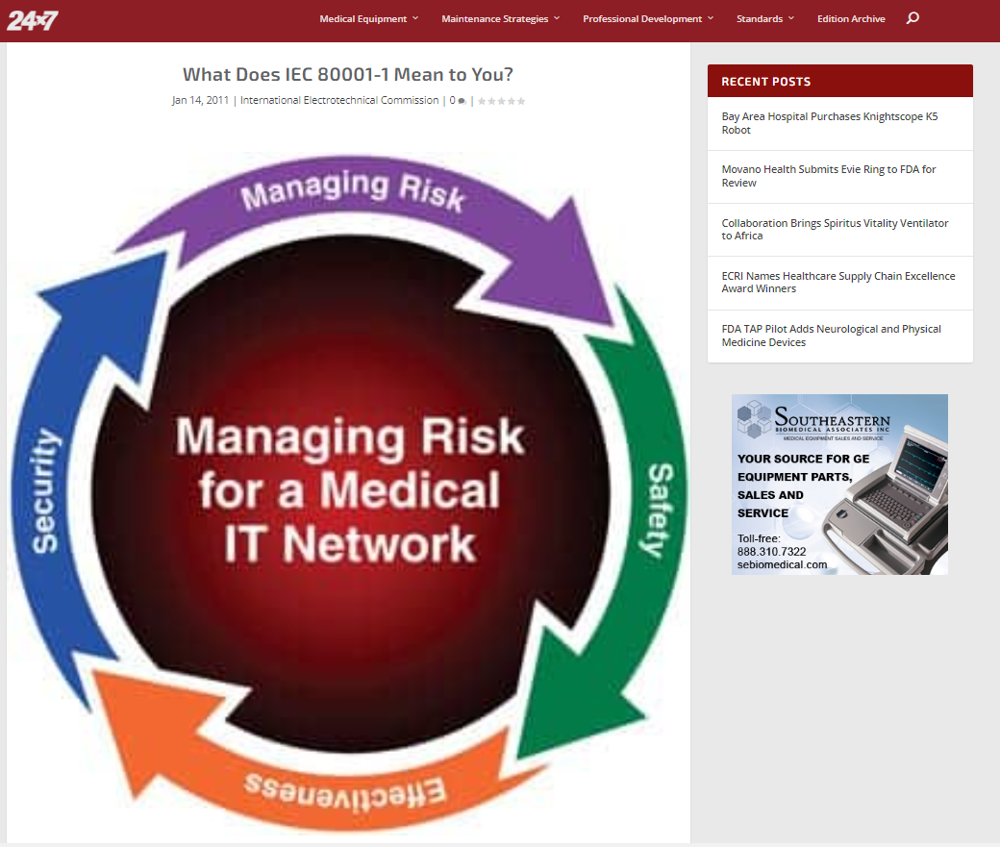 24×7
Medical Equipment
Maintenance Strategies
Professional Development
Standards
Edition Archive
What Does IEC 80001-1 Mean to You?
Jan 14, 2011 | International Electrotechnical Commission | 0 |
Managing Risk
Safety
Effectiveness
Security
Managing Risk
for a Medical
IT Network
RECENT POSTS
Bay Area Hospital Purchases Knightscope K5
Robot
Movano Health Submits Evie Ring to FDA for
Review
Collaboration Brings Spiritus Vitality Ventilator
to Africa
ECRI Names Healthcare Supply Chain Excellence
Award Winners
FDA TAP Pilot Adds Neurological and Physical
Medicine Devices
SOUTHEASTERN
BIOMEDICAL ASSOCIATES INC
MEDICAL EQUIPMENT SALES AND SERVICE
YOUR SOURCE FOR GE
EQUIPMENT PARTS,
SALES AND
SERVICE
Toll-free:
888.310.7322
sebiomedical.com